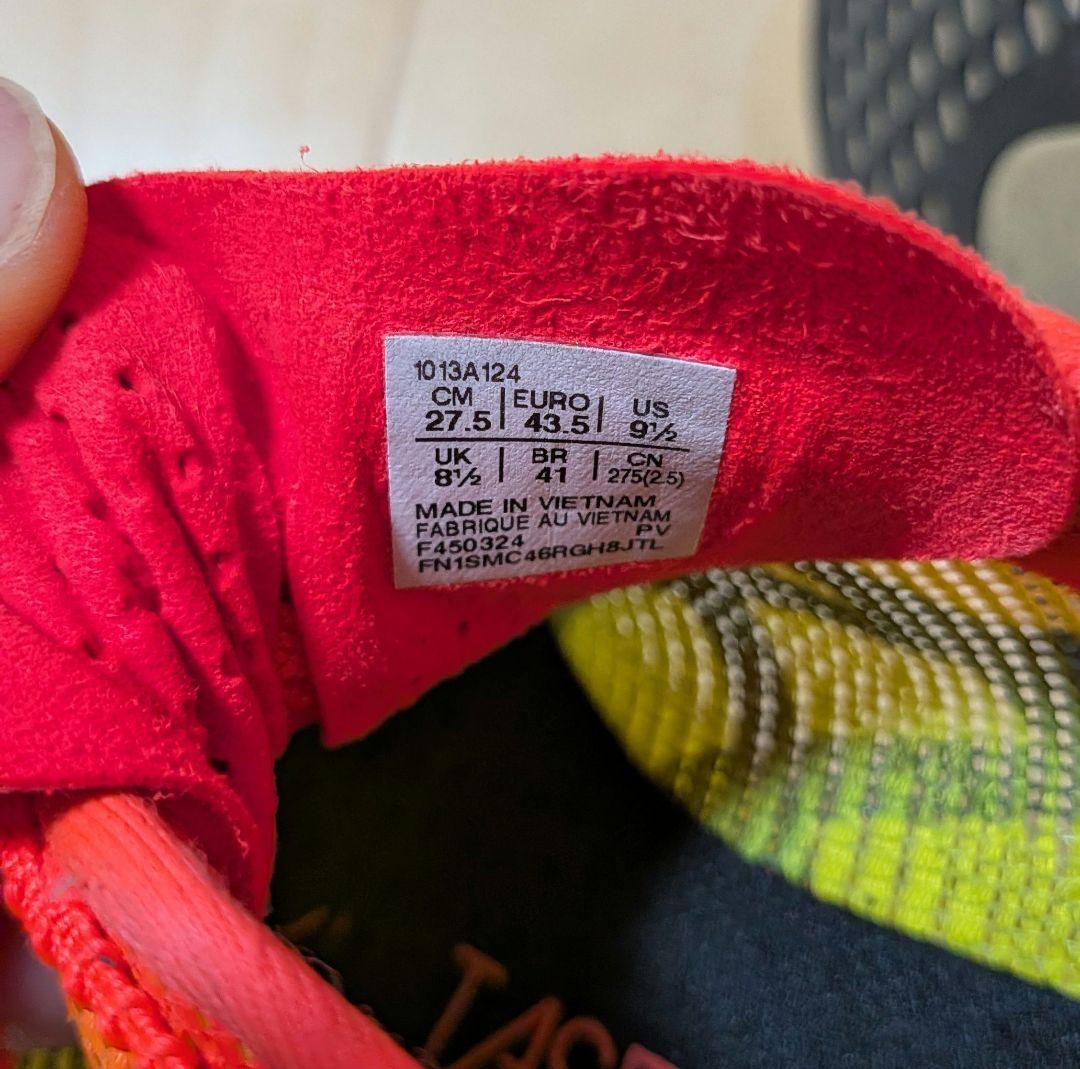 1013A124
CM | EURO | US
27.5 | 43.5 | 9½
UK | BR | CN
8½ | 41 | 275(2.5)
MADE IN VIETNAM
FABRIQUE AU VIETNAM
F450324 PV
FN1SMC46RGH8JTL